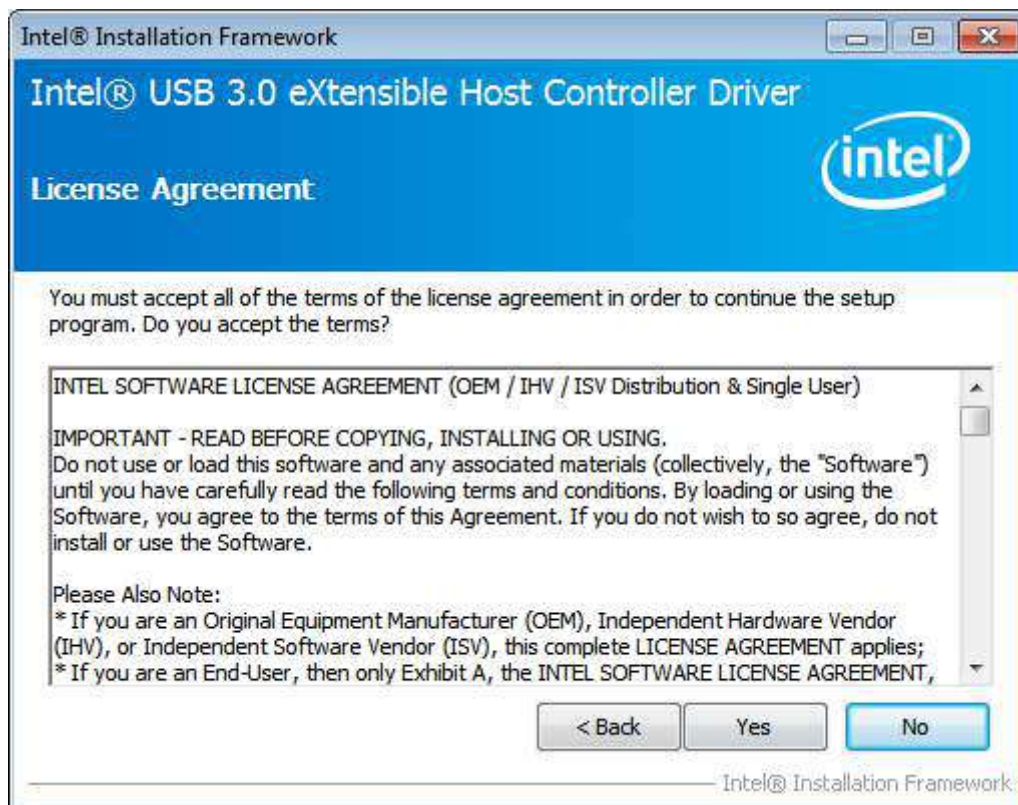 Intel® Installation Framework
Intel® USB 3.0 eXtensible Host Controller Driver
intel
License Agreement
You must accept all of the terms of the license agreement in order to continue the setup
program. Do you accept the terms?
INTEL SOFTWARE LICENSE AGREEMENT (OEM / IHV / ISV Distribution & Single User)
IMPORTANT - READ BEFORE COPYING, INSTALLING OR USING.
Do not use or load this software and any associated materials (collectively, the "Software")
until you have carefully read the following terms and conditions. By loading or using the
Software, you agree to the terms of this Agreement. If you do not wish to so agree, do not
install or use the Software.
Please Also Note:
* If you are an Original Equipment Manufacturer (OEM), Independent Hardware Vendor
(IHV), or Independent Software Vendor (ISV), this complete LICENSE AGREEMENT applies;
* If you are an End-User, then only Exhibit A, the INTEL SOFTWARE LICENSE AGREEMENT,
< Back Yes No
Intel® Installation Framework